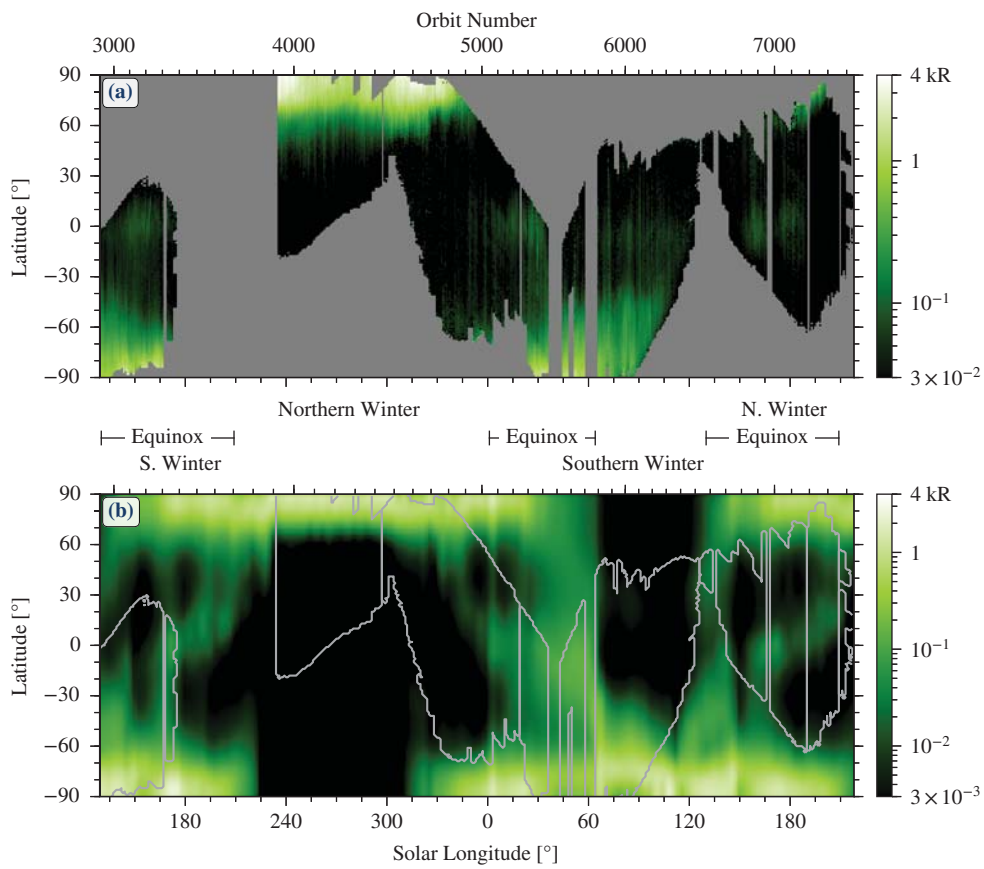 Orbit Number
3000 4000 5000 6000 7000
(a)
90
60
30
0
−30
−60
−90
Latitude [°]
4 kR
1
10⁻¹
3×10⁻²
Northern Winter N. Winter
Equinox Equinox Equinox
S. Winter Southern Winter
(b)
90
60
30
0
−30
−60
−90
Latitude [°]
4 kR
1
10⁻¹
10⁻²
3×10⁻³
180 240 300 0 60 120 180
Solar Longitude [°]